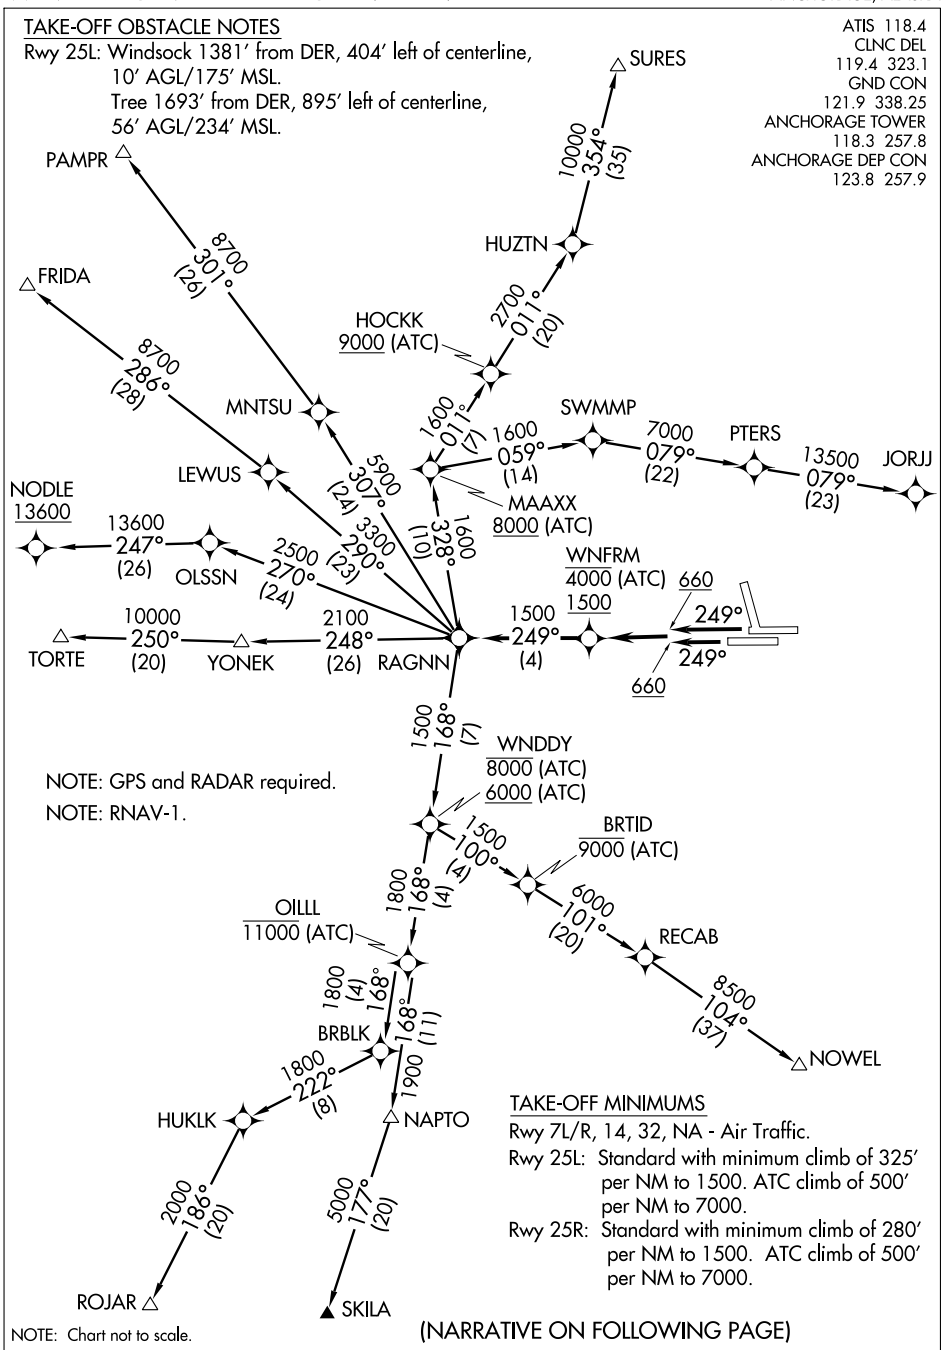 TAKE-OFF OBSTACLE NOTES
Rwy 25L: Windsock 1381' from DER, 404' left of centerline,
10' AGL/175' MSL.
Tree 1693' from DER, 895' left of centerline,
56' AGL/234' MSL.
ATIS 118.4
CLNC DEL
119.4 323.1
GND CON
121.9 338.25
ANCHORAGE TOWER
118.3 257.8
ANCHORAGE DEP CON
123.8 257.9
SURES
10000
354°
(35)
PAMPR
8700
301°
(26)
HUZTN
FRIDA
2700
011°
(20)
HOCKK
9000 (ATC)
8700
286°
(28)
MNTSU
1600
011°
(7)
SWMMP
1600
059°
(14)
7000
079°
(22)
PTERS
13500
079°
(23)
JORJJ
LEWUS
5900
307°
(24)
NODLE
13600
MAAXX
8000 (ATC)
13600
247°
(26)
OLSSN
3300
290°
(23)
2500
270°
(24)
1600
328°
(10)
WNFRM
4000 (ATC)
1500
660
249°
249°
660
10000
250°
(20)
TORTE
YONEK
2100
248°
(26)
RAGNN
1500
249°
(4)
1500
168°
(7)
WNDDY
8000 (ATC)
6000 (ATC)
NOTE: GPS and RADAR required.
NOTE: RNAV-1.
1500
100°
(4)
BRTID
9000 (ATC)
1800
168°
(4)
OILLL
11000 (ATC)
6000
101°
(20)
RECAB
1800
(4)
168°
168°
(11)
1900
8500
104°
(37)
NOWEL
BRBLK
1800
222°
(8)
HUKLK
NAPTO
TAKE-OFF MINIMUMS
Rwy 7L/R, 14, 32, NA - Air Traffic.
Rwy 25L: Standard with minimum climb of 325'
per NM to 1500. ATC climb of 500'
per NM to 7000.
Rwy 25R: Standard with minimum climb of 280'
per NM to 1500. ATC climb of 500'
per NM to 7000.
2000
186°
(20)
5000
177°
(20)
ROJAR
SKILA
NOTE: Chart not to scale.
(NARRATIVE ON FOLLOWING PAGE)